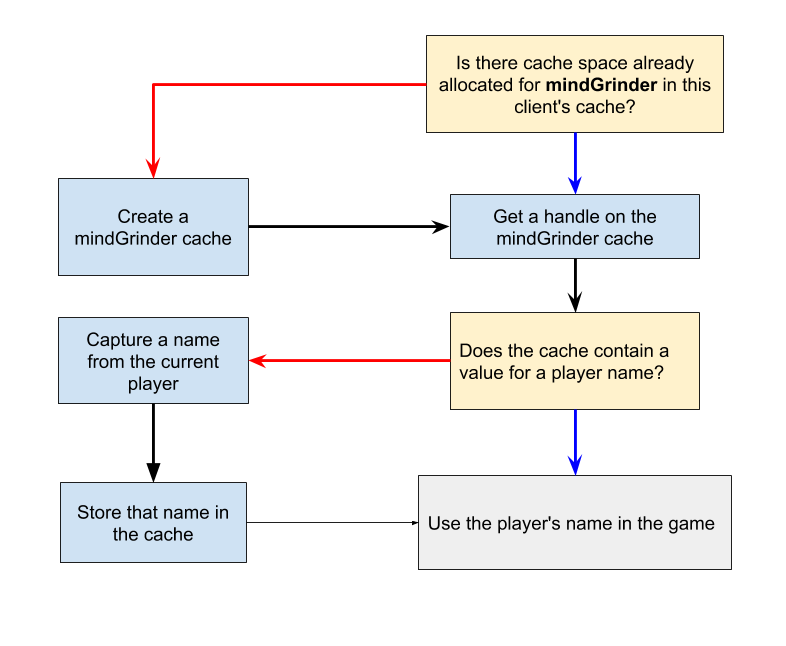 Is there cache space already
allocated for mindGrinder in this
client's cache?
Create a
mindGrinder cache
Get a handle on the
mindGrinder cache
Capture a name
from the current
player
Does the cache contain a
value for a player name?
Store that name in
the cache
Use the player's name in the game